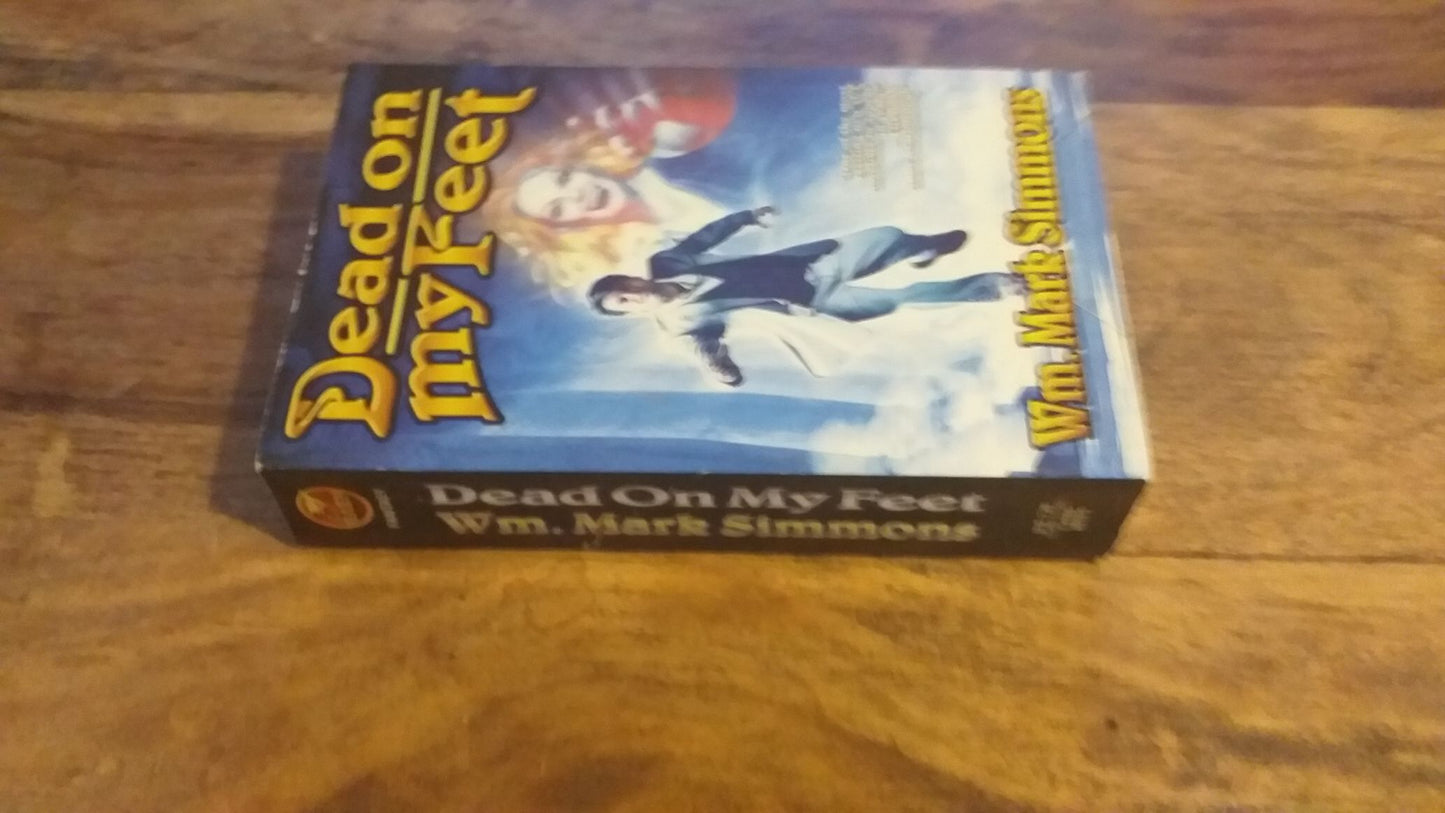 Dead on
my Feet
Wm. Mark Simmons
Dead On My Feet
Wm. Mark Simmons